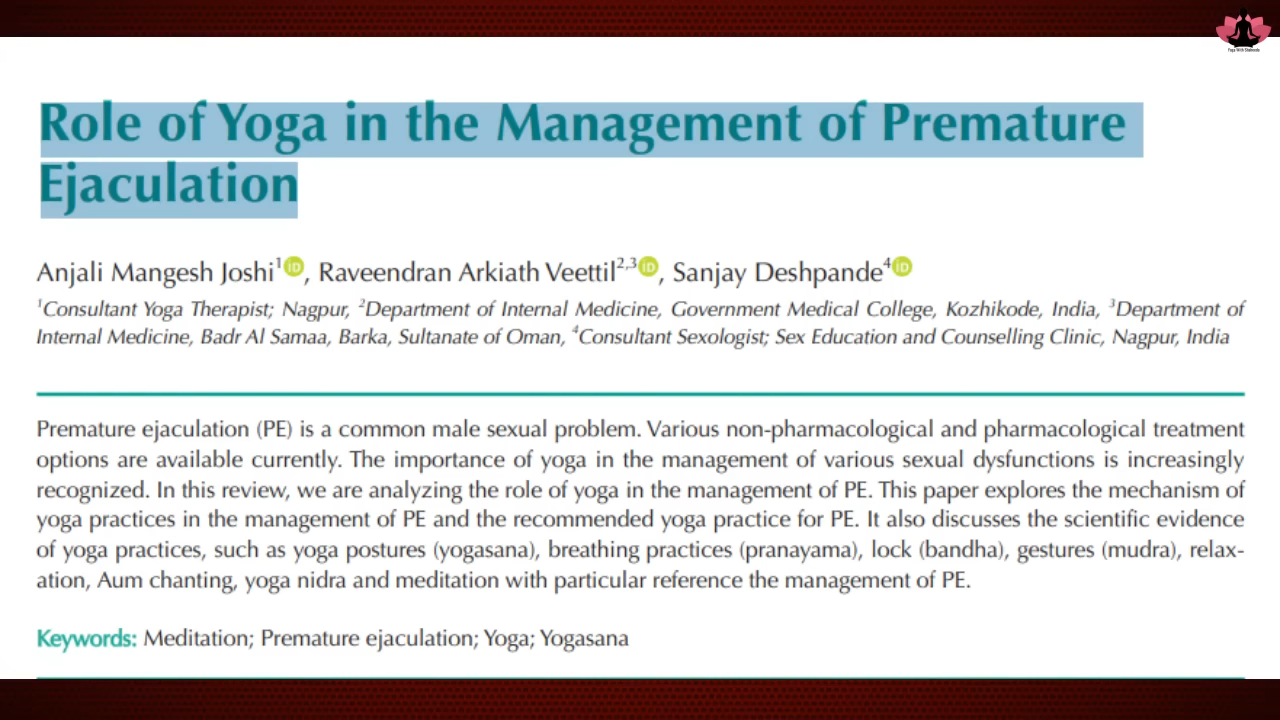 Yoga With Shaheeda
Role of Yoga in the Management of Premature
Ejaculation
Anjali Mangesh Joshi1iD, Raveendran Arkiath Veettil2,3iD, Sanjay Deshpande4iD
1Consultant Yoga Therapist; Nagpur, 2Department of Internal Medicine, Government Medical College, Kozhikode, India, 3Department of
Internal Medicine, Badr Al Samaa, Barka, Sultanate of Oman, 4Consultant Sexologist; Sex Education and Counselling Clinic, Nagpur, India
Premature ejaculation (PE) is a common male sexual problem. Various non-pharmacological and pharmacological treatment
options are available currently. The importance of yoga in the management of various sexual dysfunctions is increasingly
recognized. In this review, we are analyzing the role of yoga in the management of PE. This paper explores the mechanism of
yoga practices in the management of PE and the recommended yoga practice for PE. It also discusses the scientific evidence
of yoga practices, such as yoga postures (yogasana), breathing practices (pranayama), lock (bandha), gestures (mudra), relax-
ation, Aum chanting, yoga nidra and meditation with particular reference the management of PE.
Keywords: Meditation; Premature ejaculation; Yoga; Yogasana